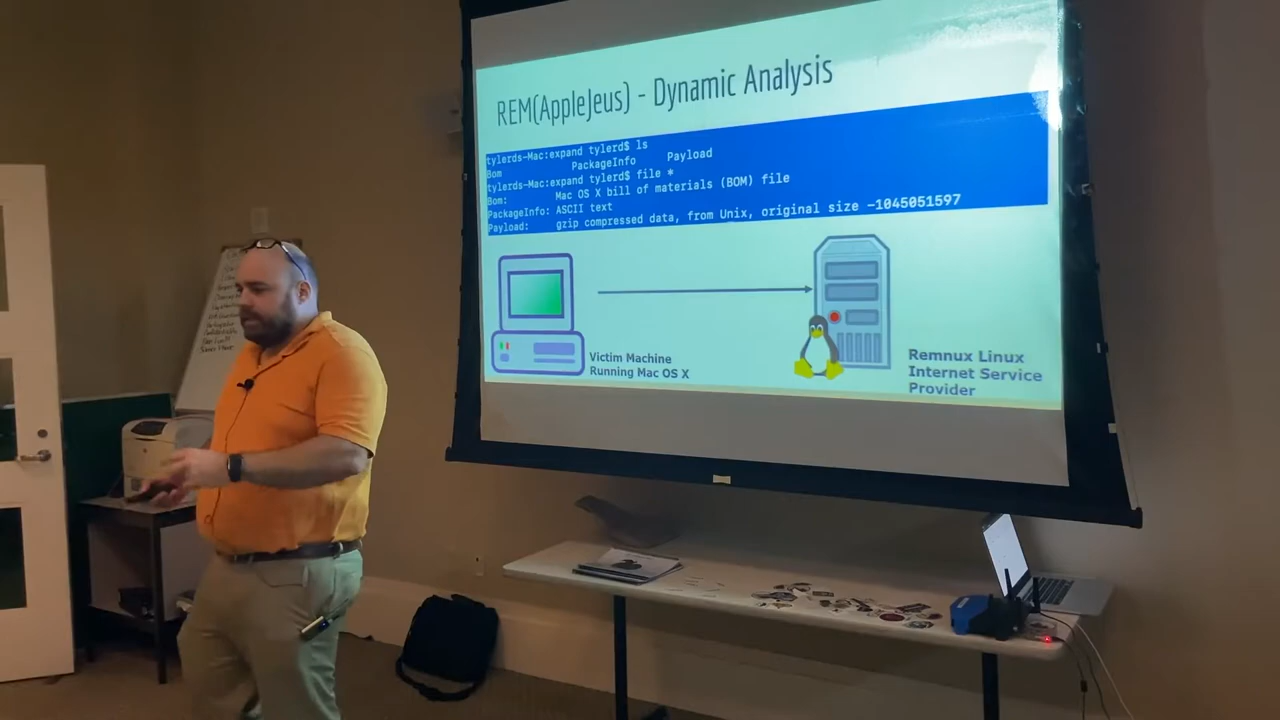 REM(AppleJeus) - Dynamic Analysis
tylerds-Mac:expand tylerd$ ls
Bom PackageInfo Payload
tylerds-Mac:expand tylerd$ file *
Bom: Mac OS X bill of materials (BOM) file
PackageInfo: ASCII text
Payload: gzip compressed data, from Unix, original size -1045051597
Victim Machine
Running Mac OS X
Remnux Linux
Internet Service
Provider